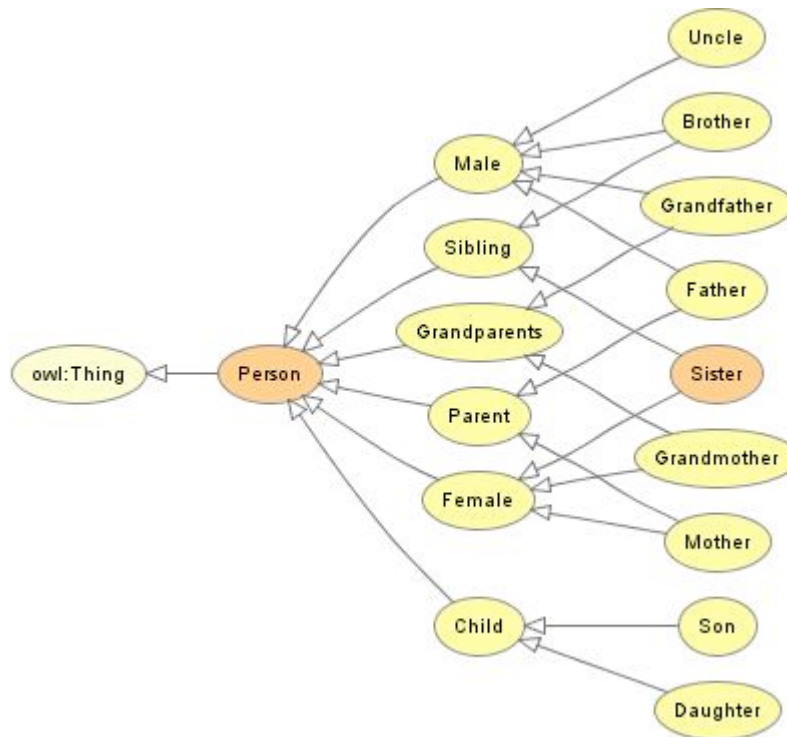 Uncle
Brother
Male
Grandfather
Sibling
Father
Grandparents
owl:Thing
Person
Sister
Parent
Grandmother
Female
Mother
Child
Son
Daughter